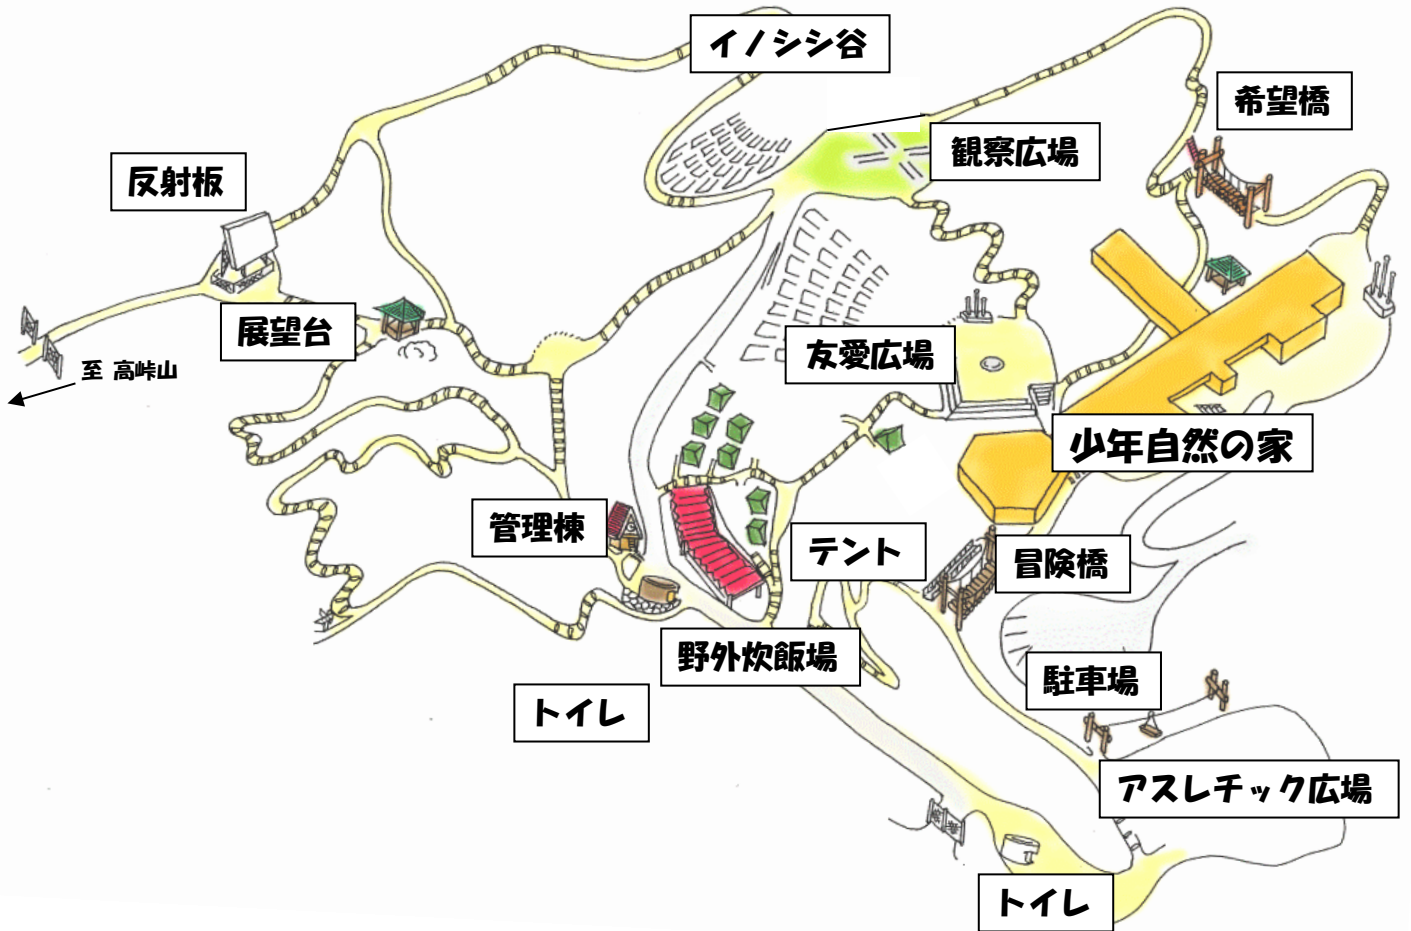 イノシシ谷
希望橋
観察広場
反射板
展望台
友愛広場
至 高峠山
少年自然の家
管理棟
テント
冒険橋
野外炊飯場
駐車場
トイレ
アスレチック広場
トイレ